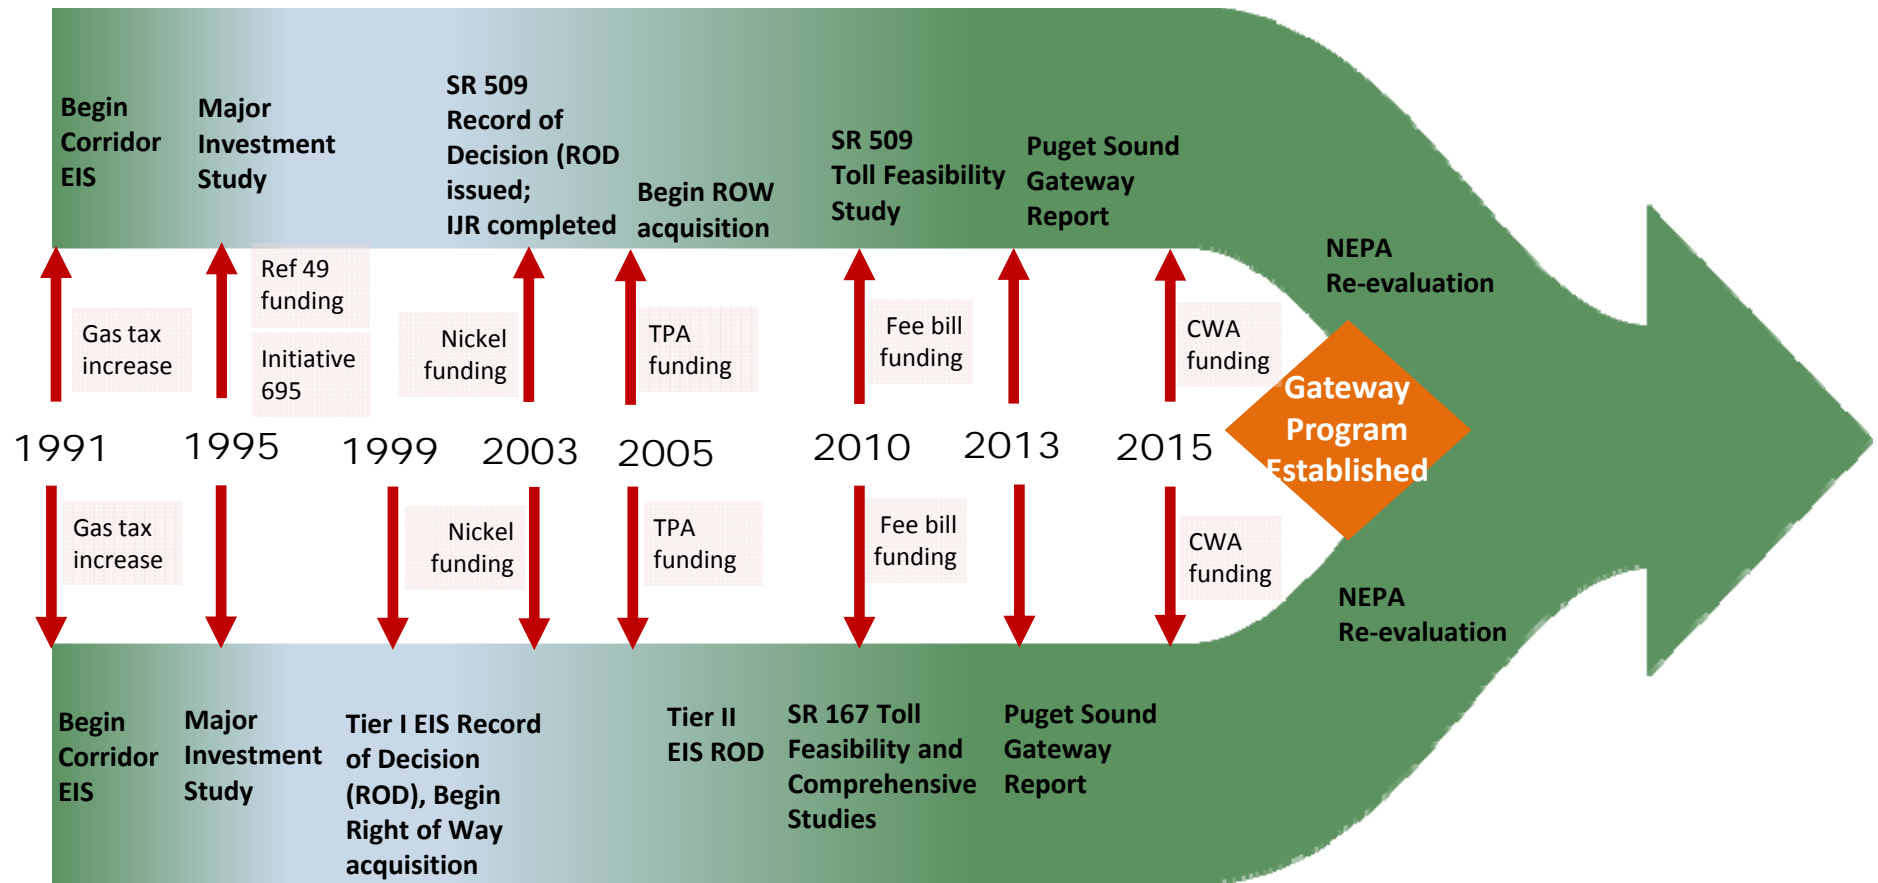 Begin
Corridor
EIS
Major
Investment
Study
SR 509
Record of
Decision (ROD
issued;
IJR completed
Begin ROW
acquisition
SR 509
Toll Feasibility
Study
Puget Sound
Gateway
Report
NEPA
Re-evaluation
Gas tax
increase
Ref 49
funding
Initiative
695
Nickel
funding
TPA
funding
Fee bill
funding
CWA
funding
Gateway
Program
Established
1991
1995
1999
2003
2005
2010
2013
2015
Gas tax
increase
Nickel
funding
TPA
funding
Fee bill
funding
CWA
funding
NEPA
Re-evaluation
Begin
Corridor
EIS
Major
Investment
Study
Tier I EIS Record
of Decision
(ROD), Begin
Right of Way
acquisition
Tier II
EIS ROD
SR 167 Toll
Feasibility and
Comprehensive
Studies
Puget Sound
Gateway
Report